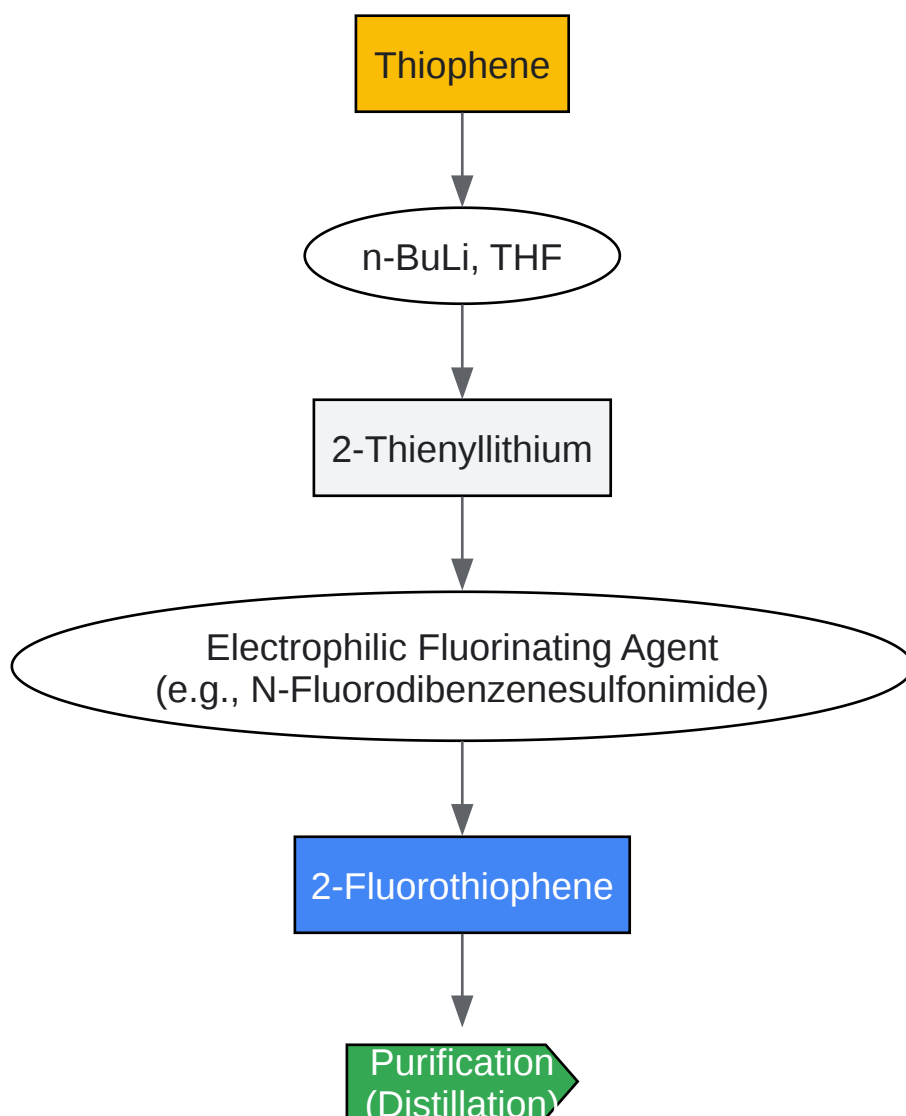 Thiophene
n-BuLi, THF
2-Thienyllithium
Electrophilic Fluorinating Agent
(e.g., N-Fluorodibenzenesulfonimide)
2-Fluorothiophene
Purification
(Distillation)